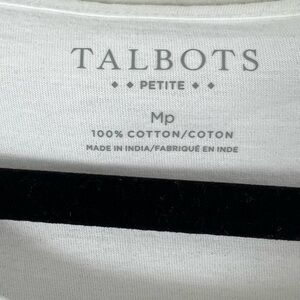 TALBOTS
PETITE
Mp
100% COTTON/COTON
MADE IN INDIA/FABRIQUÉ EN INDE